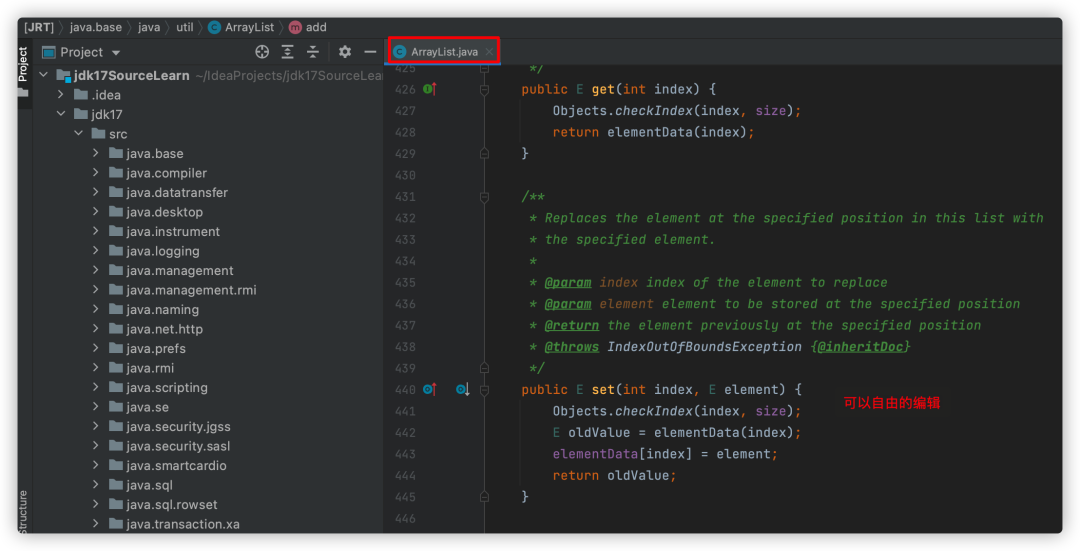 [JRT] java.base java util ArrayList add
Project
Project
jdk17SourceLearn ~/IdeaProjects/jdk17SourceLea
.idea
jdk17
src
java.base
java.compiler
java.datatransfer
java.desktop
java.instrument
java.logging
java.management
java.management.rmi
java.naming
java.net.http
java.prefs
java.rmi
java.scripting
java.se
java.security.jgss
java.security.sasl
java.smartcardio
java.sql
java.sql.rowset
java.transaction.xa
Structure
ArrayList.java
425 */
426 public E get(int index) {
427 Objects.checkIndex(index, size);
428 return elementData(index);
429 }
430
431 /**
432 * Replaces the element at the specified position in this list with
433 * the specified element.
434 *
435 * @param index index of the element to replace
436 * @param element element to be stored at the specified position
437 * @return the element previously at the specified position
438 * @throws IndexOutOfBoundsException {@inheritDoc}
439 */
440 public E set(int index, E element) {
441 Objects.checkIndex(index, size);
442 E oldValue = elementData(index);
443 elementData[index] = element;
444 return oldValue;
445 }
446
可以自由的编辑